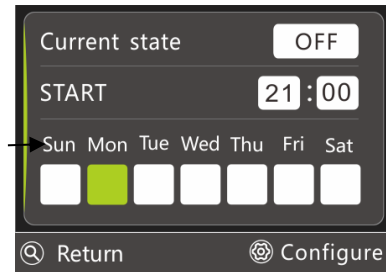 Current state OFF
START 21 : 00
Sun Mon Tue Wed Thu Fri Sat
Return Configure